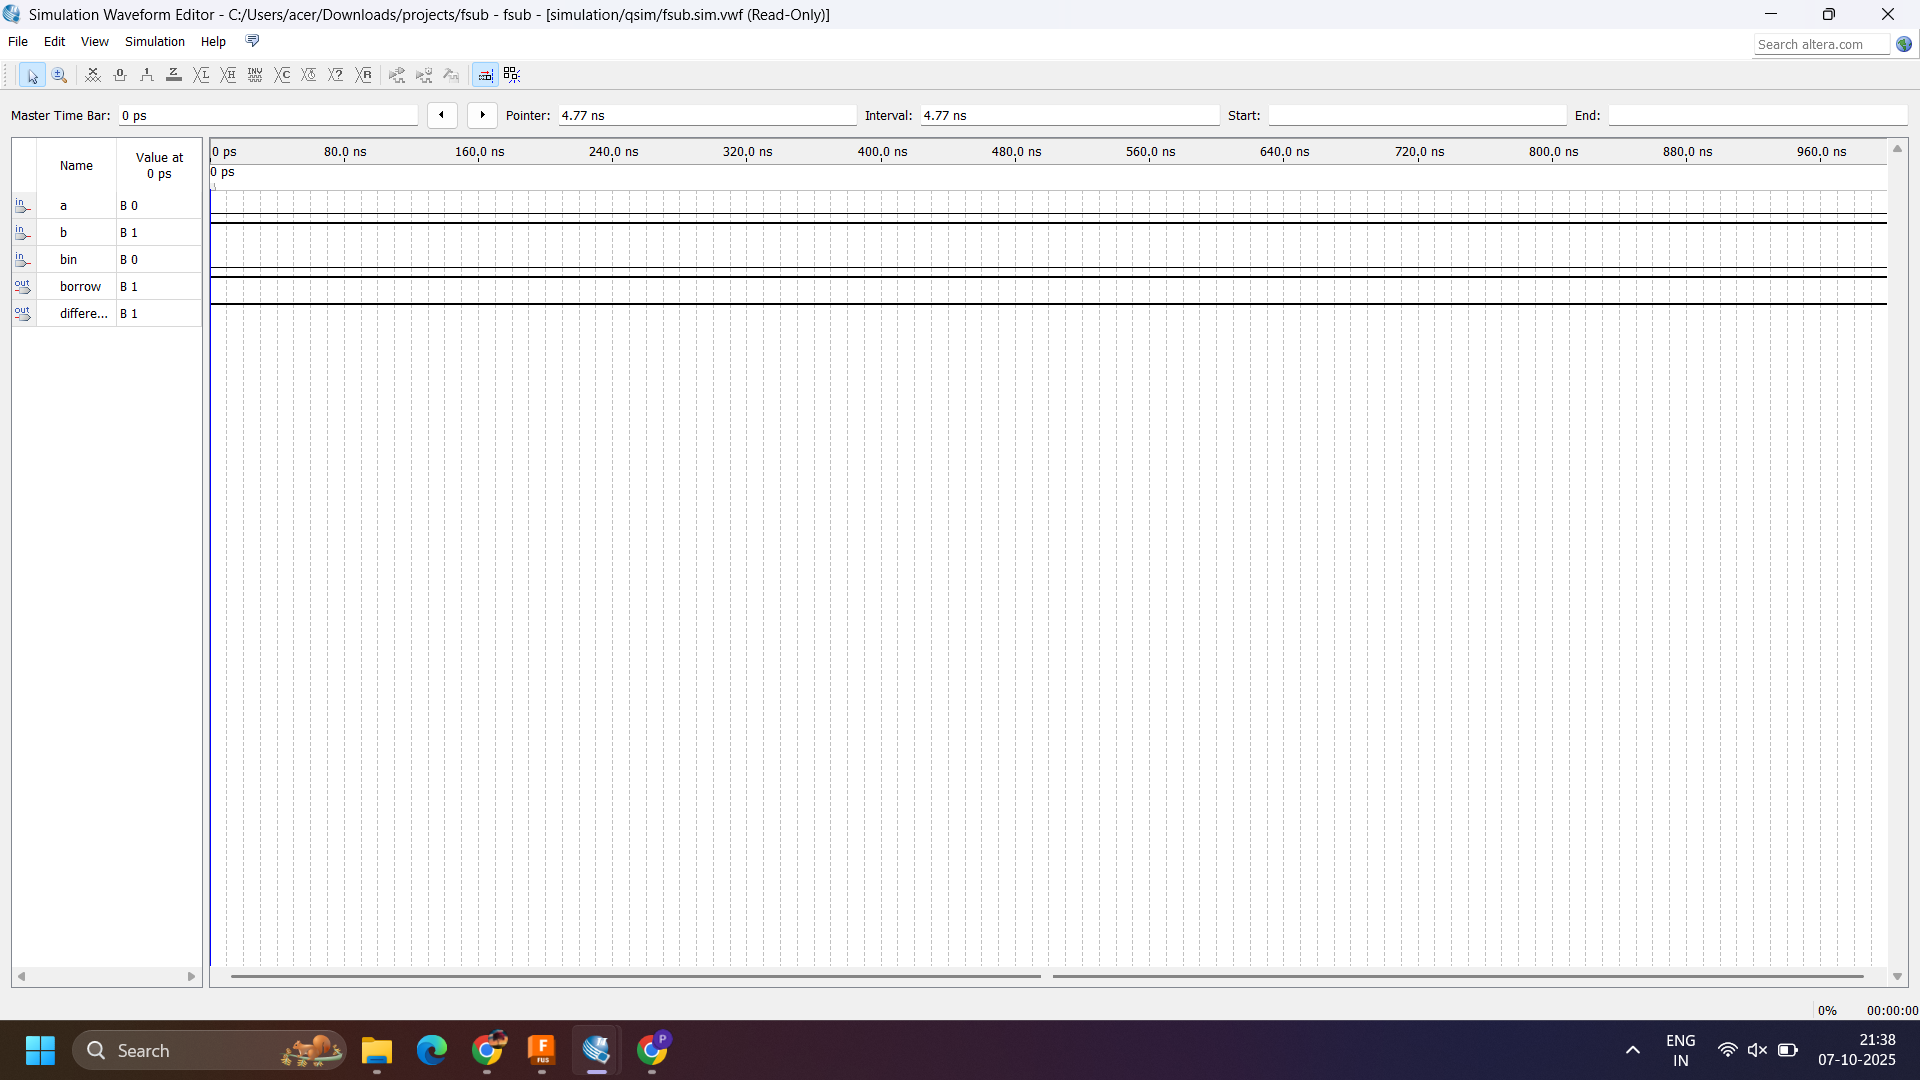 Simulation Waveform Editor - C:/Users/acer/Downloads/projects/fsub - fsub - [simulation/qsim/fsub.sim.vwf (Read-Only)]
File Edit View Simulation Help
Search altera.com
Master Time Bar: 0 ps Pointer: 4.77 ns Interval: 4.77 ns Start: End:
Name Value at 0 ps
0 ps 80.0 ns 160.0 ns 240.0 ns 320.0 ns 400.0 ns 480.0 ns 560.0 ns 640.0 ns 720.0 ns 800.0 ns 880.0 ns 960.0 ns
0 ps
in a B 0
in b B 1
in bin B 0
out borrow B 1
out differe... B 1
0% 00:00:00
Search
ENG
IN
21:38
07-10-2025